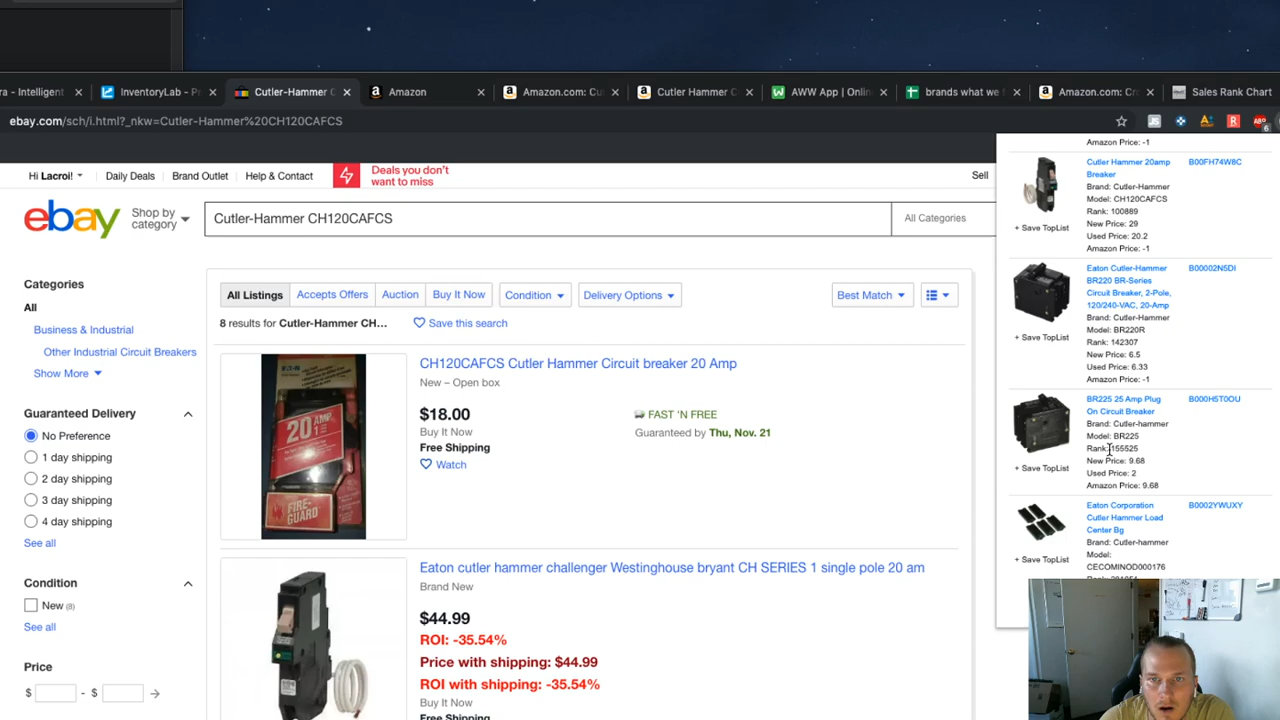 ra - Intelligent
InventoryLab - P
Cutler-Hammer C
Amazon
Amazon.com: Cu
Cutler Hammer C
AWW App | Onlin
brands what we
Amazon.com: Cr
Sales Rank Chart
ebay.com/sch/i.html?_nkw=Cutler-Hammer%20CH120CAFCS
6
Hi Lacroi!
Daily Deals
Brand Outlet
Help & Contact
Deals you don't
want to miss
Sell
ebay
Shop by
category
Cutler-Hammer CH120CAFCS
All Categories
Categories
All
Business & Industrial
Other Industrial Circuit Breakers
Show More
Guaranteed Delivery
No Preference
1 day shipping
2 day shipping
3 day shipping
4 day shipping
See all
Condition
New (8)
See all
Price
$ - $
All Listings
Accepts Offers
Auction
Buy It Now
Condition
Delivery Options
Best Match
8 results for Cutler-Hammer CH...
Save this search
20 AMP
FIRE-
GUARD
CH120CAFCS Cutler Hammer Circuit breaker 20 Amp
New – Open box
$18.00
Buy It Now
Free Shipping
Watch
FAST 'N FREE
Guaranteed by Thu, Nov. 21
Eaton cutler hammer challenger Westinghouse bryant CH SERIES 1 single pole 20 am
Brand New
$44.99
ROI: -35.54%
Price with shipping: $44.99
ROI with shipping: -35.54%
Buy It Now
Free Shipping
Amazon Price: -1
Cutler Hammer 20amp
Breaker
Brand: Cutler-Hammer
Model: CH120CAFCS
Rank: 100889
New Price: 29
Used Price: 20.2
Amazon Price: -1
B00FH74W8C
+ Save TopList
Eaton Cutler-Hammer
BR220 BR-Series
Circuit Breaker, 2-Pole,
120/240-VAC, 20-Amp
Brand: Cutler-Hammer
Model: BR220R
Rank: 142307
New Price: 6.5
Used Price: 6.33
Amazon Price: -1
B00002N5DI
+ Save TopList
BR225 25 Amp Plug
On Circuit Breaker
Brand: Cutler-hammer
Model: BR225
Rank: 155525
New Price: 9.68
Used Price: 2
Amazon Price: 9.68
B000H5T0OU
+ Save TopList
Eaton Corporation
Cutler Hammer Load
Center Bg
Brand: Cutler-hammer
Model:
CECOMINOD000176
B0002YWUXY
+ Save TopList